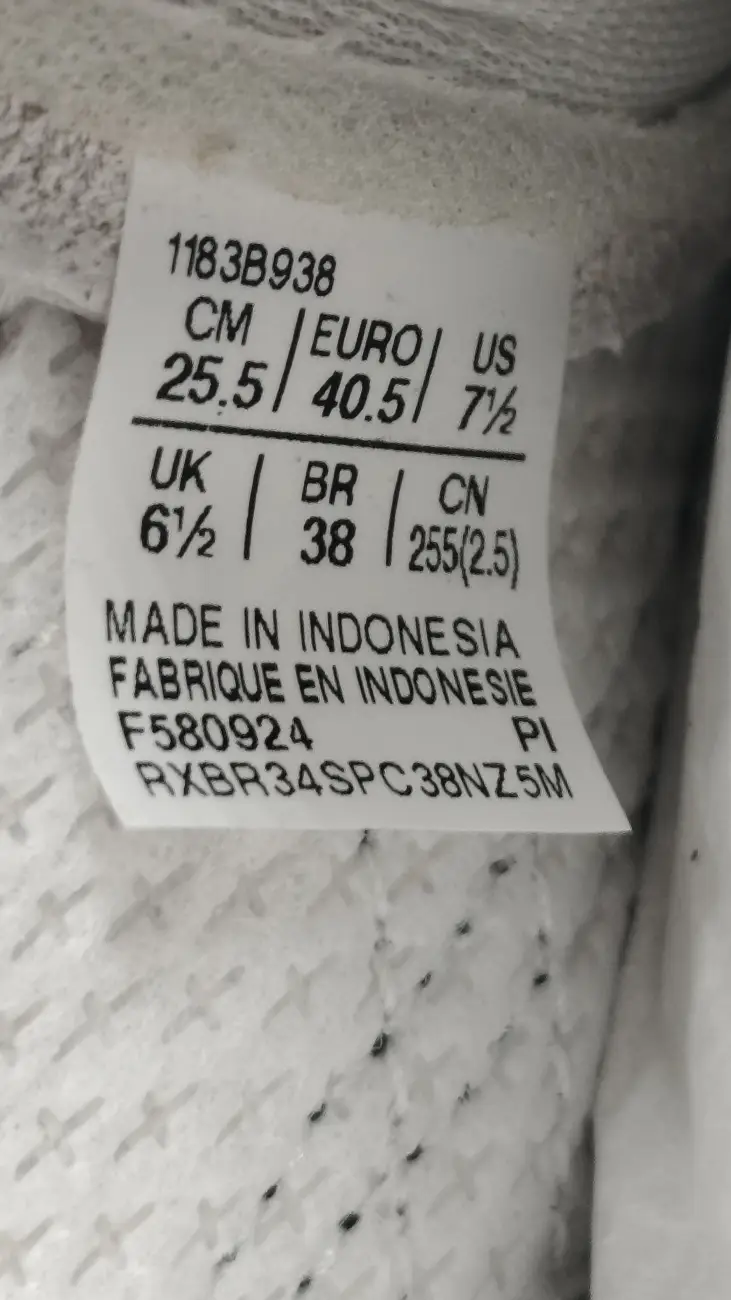 1183B938
CM | EURO | US
25.5 | 40.5 | 7½
UK | BR | CN
6½ | 38 | 255(2.5)
MADE IN INDONESIA
FABRIQUE EN INDONESIE
F580924 PI
RXBR34SPC38NZ5M